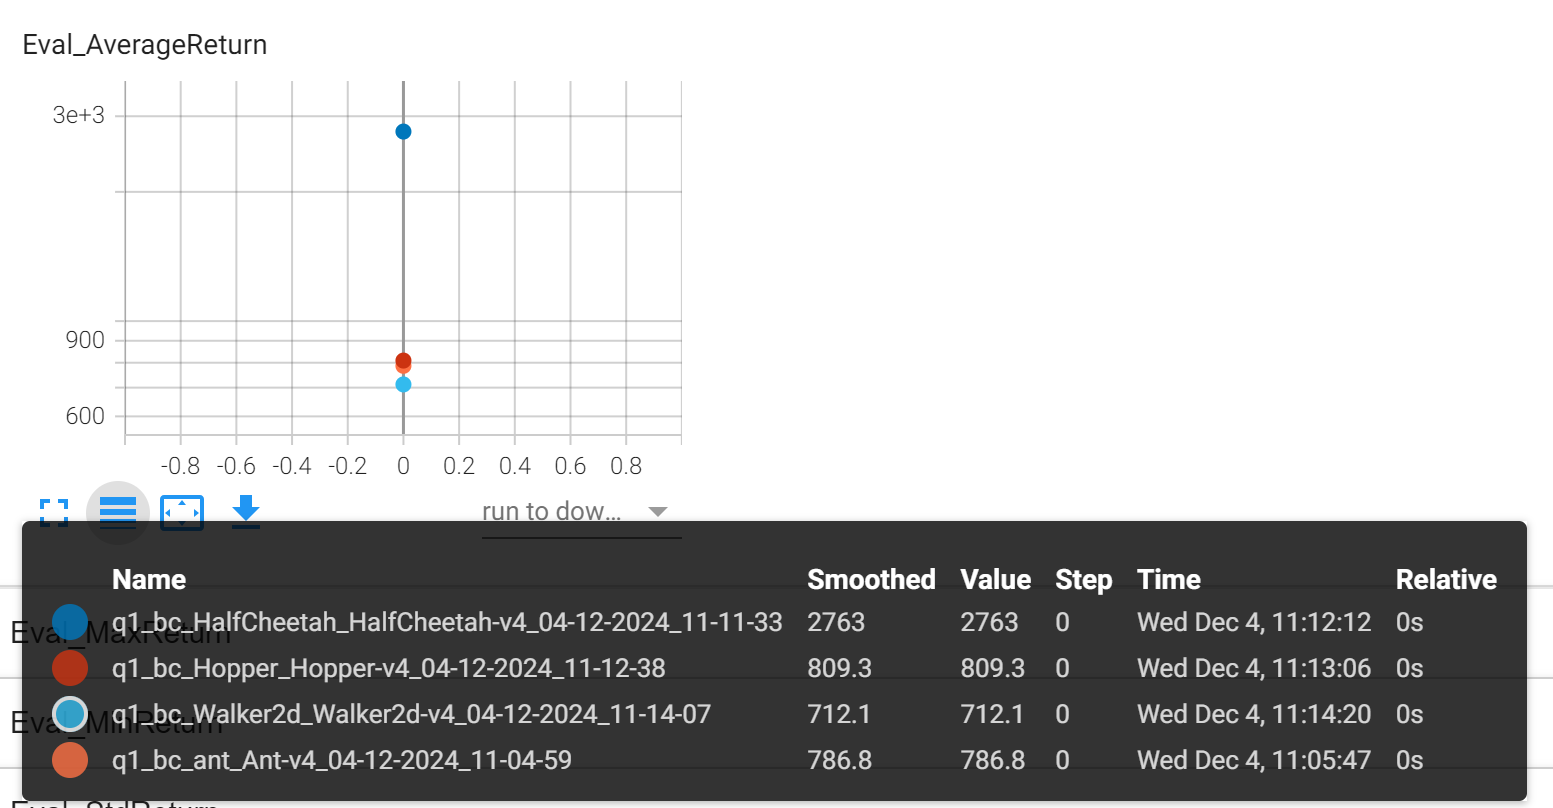 Eval_AverageReturn
3e+3
900
600
-0.8 -0.6 -0.4 -0.2 0 0.2 0.4 0.6 0.8
run to dow...
Name Smoothed Value Step Time Relative
q1_bc_HalfCheetah_HalfCheetah-v4_04-12-2024_11-11-33 2763 2763 0 Wed Dec 4, 11:12:12 0s
Eval_MaxReturn
q1_bc_Hopper_Hopper-v4_04-12-2024_11-12-38 809.3 809.3 0 Wed Dec 4, 11:13:06 0s
q1_bc_Walker2d_Walker2d-v4_04-12-2024_11-14-07 712.1 712.1 0 Wed Dec 4, 11:14:20 0s
Eval_MinReturn
q1_bc_ant_Ant-v4_04-12-2024_11-04-59 786.8 786.8 0 Wed Dec 4, 11:05:47 0s
Eval_StdReturn